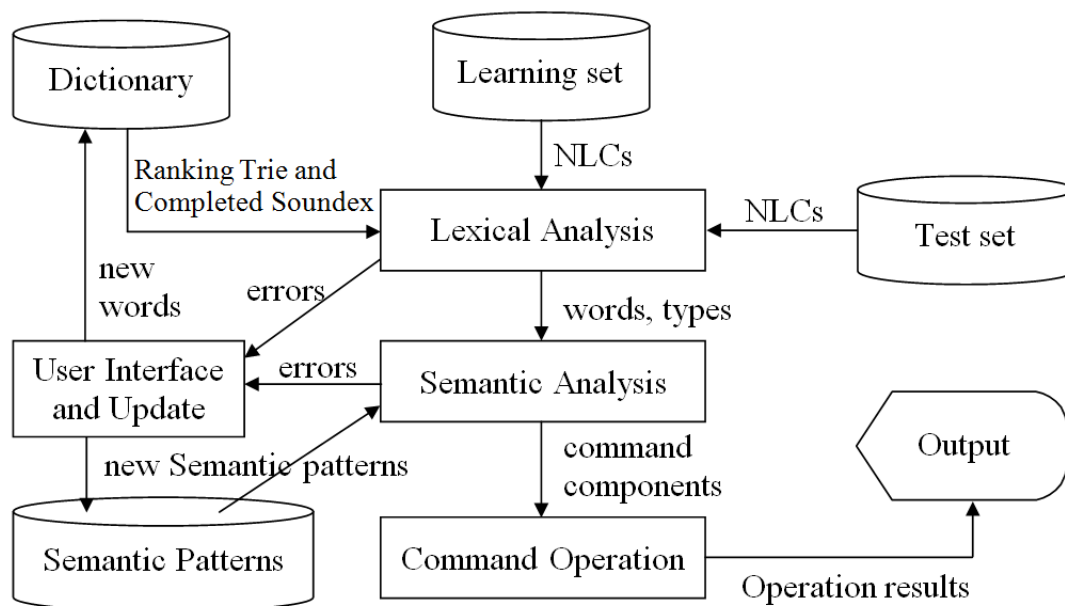 Dictionary
Learning set
NLCs
Ranking Trie and
Completed Soundex
Lexical Analysis
NLCs
Test set
new
words
errors
words, types
User Interface
and Update
errors
Semantic Analysis
new Semantic patterns
command
components
Output
Semantic Patterns
Command Operation
Operation results